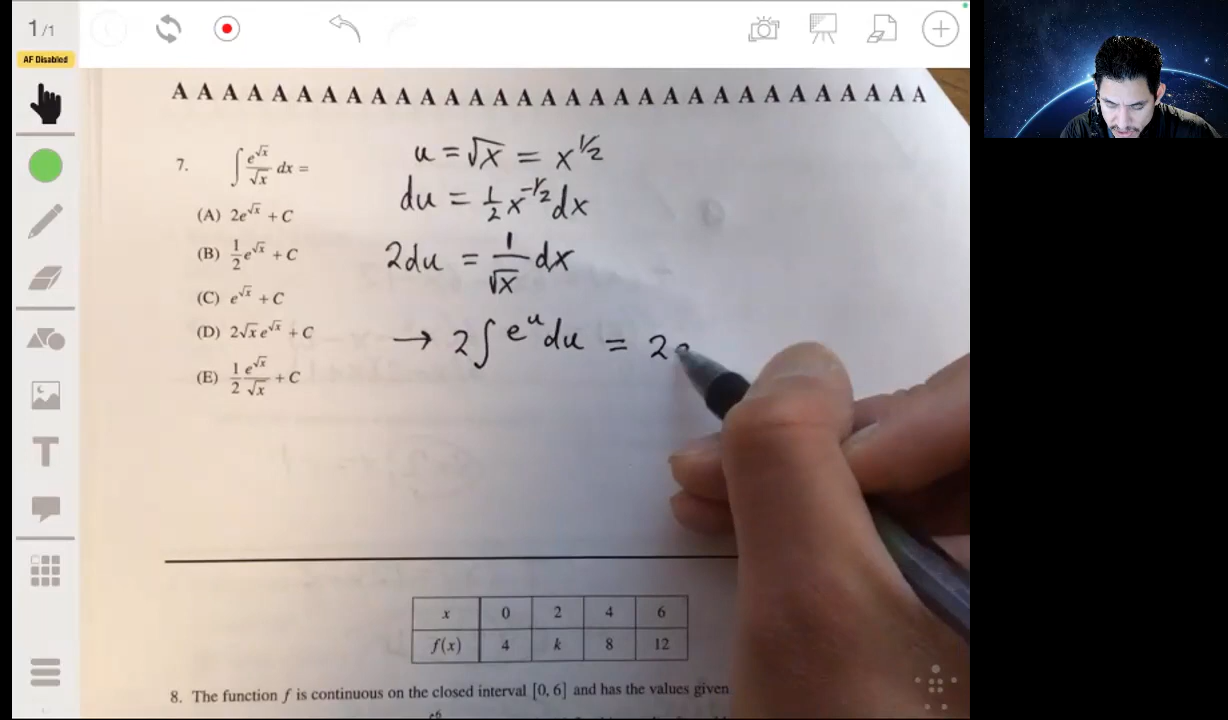 1/1
AF Disabled
A A A A A A A A A A A A A A A A A A A A A A A A A A A A A A A
7. ∫ e^√x / √x dx =
(A) 2e^√x + C
(B) 1/2 e^√x + C
(C) e^√x + C
(D) 2√x e^√x + C
(E) 1/2 e^√x / √x + C
u = √x = x^1/2
du = 1/2 x^-1/2 dx
2du = 1/√x dx
→ 2∫ e^u du = 2
x 0 2 4 6
f(x) 4 k 8 12
8. The function f is continuous on the closed interval [0, 6] and has the values given
T